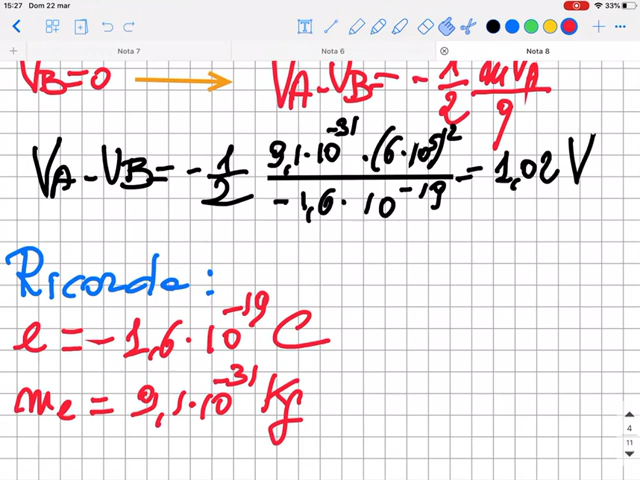 15:27 Dom 22 mar 33%
Nota 7 Nota 6 Nota 8
VB=0 → VA-VB=-1/2 mVA/q
VA-VB=-1/2 9,1·10^-31·(6·10^5)^2/-1,6·10^-19=1,02V
Ricorda:
e=-1,6·10^-19 C
me=9,1·10^-31 Kg
4
11